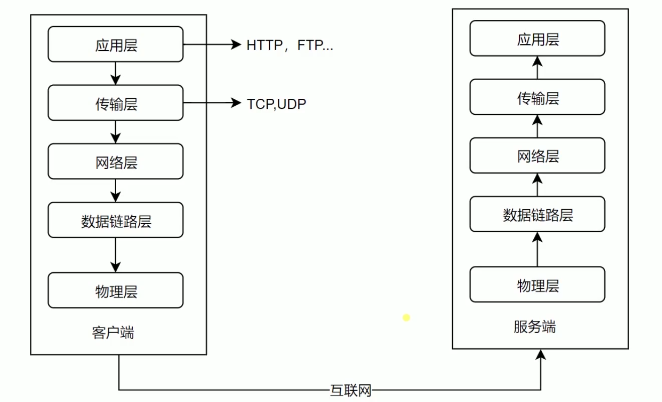 应用层
HTTP，FTP...
传输层
TCP,UDP
网络层
数据链路层
物理层
客户端
应用层
传输层
网络层
数据链路层
物理层
服务端
互联网